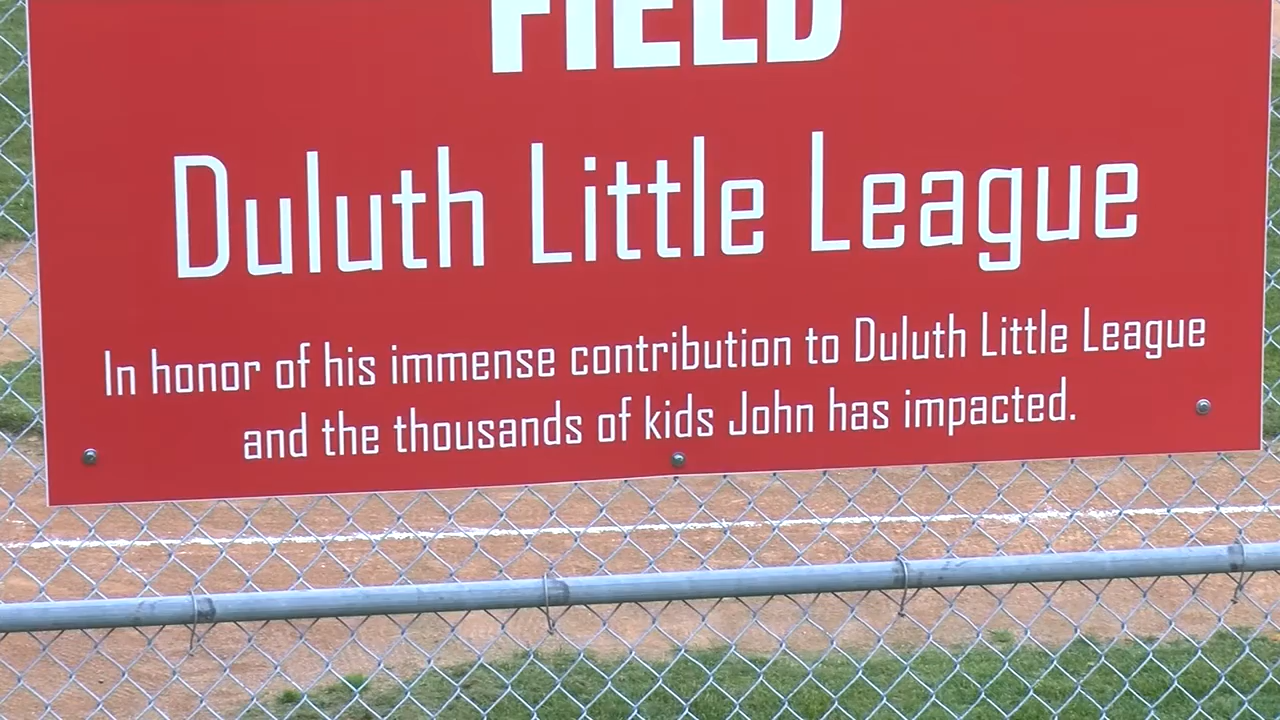 FIELD
Duluth Little League
In honor of his immense contribution to Duluth Little League
and the thousands of kids John has impacted.